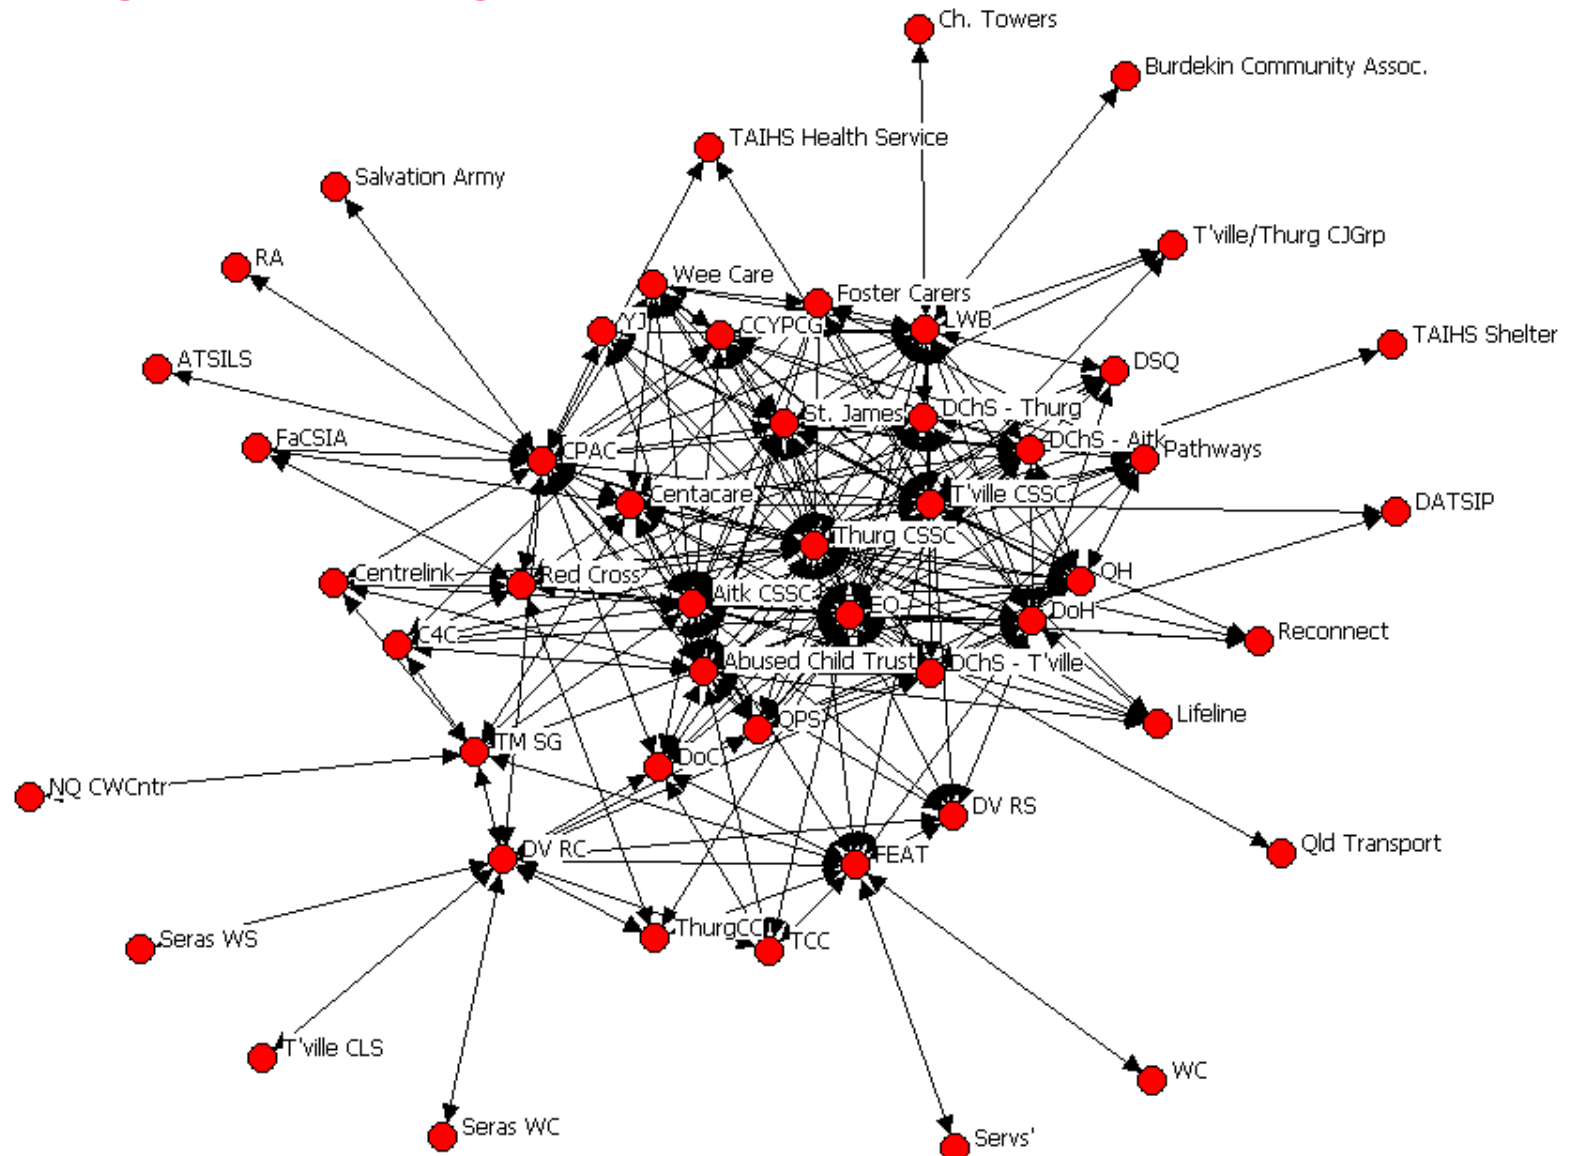 Ch. Towers
Burdekin Community Assoc.
TAIHS Health Service
Salvation Army
T'ville/Thurg CJGrp
RA
Wee Care
Foster Carers
YJ
CCYPCG
LWB
TAIHS Shelter
ATSILS
DSQ
St. James
DChS - Thurg
FaCSIA
CPAC
DChS - Aitk
Pathways
Centacare
T'ville CSSC
DATSIP
Thurg CSSC
Centrelink
Red Cross
QH
Aitk CSSC
DoH
C4C
Reconnect
Abused Child Trust
DChS - T'ville
Lifeline
QPS
TM SG
DoC
NQ CWCntr
DV RS
Qld Transport
DV RC
FEAT
Seras WS
ThurgCC
TCC
T'ville CLS
WC
Seras WC
Servs'